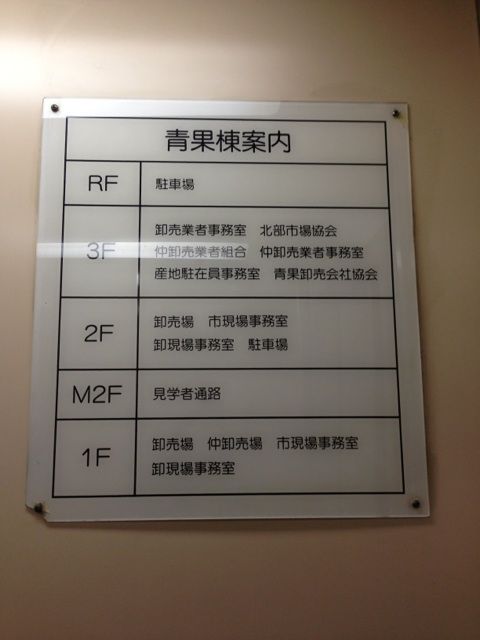 青果棟案内
RF 駐車場
3F 卸売業者事務室 北部市場協会
仲卸売業者組合 仲卸売業者事務室
産地駐在員事務室 青果卸売会社協会
2F 卸売場 市現場事務室
卸現場事務室 駐車場
M2F 見学者通路
1F 卸売場 仲卸売場 市現場事務室
卸現場事務室